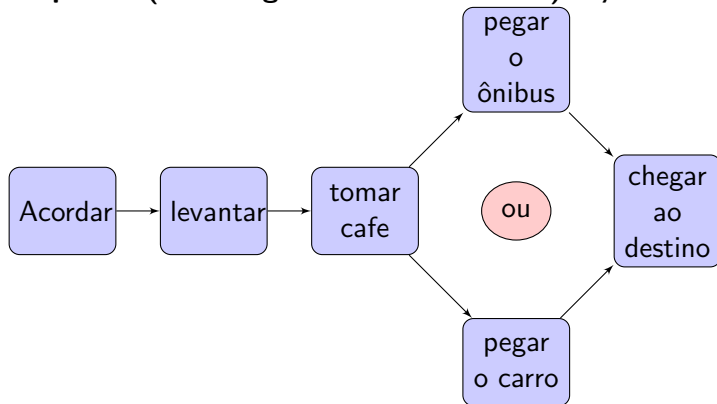 Acordar
levantar
tomar
cafe
pegar
o
ônibus
ou
pegar
o carro
chegar
ao
destino